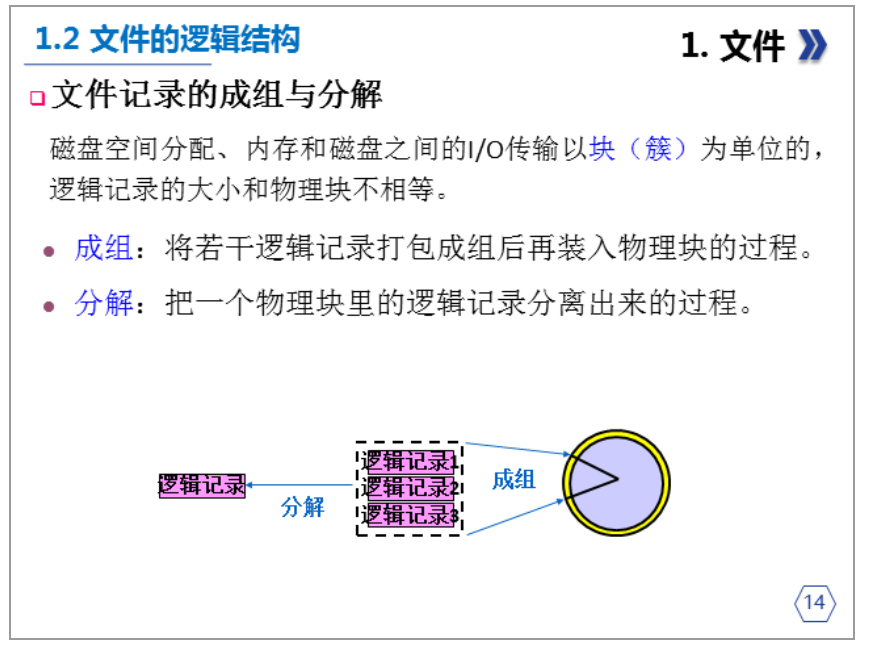 1.2 文件的逻辑结构
1. 文件
文件记录的成组与分解
磁盘空间分配、内存和磁盘之间的I/O传输以块（簇）为单位的，
逻辑记录的大小和物理块不相等。
成组：将若干逻辑记录打包成组后再装入物理块的过程。
分解：把一个物理块里的逻辑记录分离出来的过程。
逻辑记录1
逻辑记录
逻辑记录2
成组
分解
逻辑记录3
14